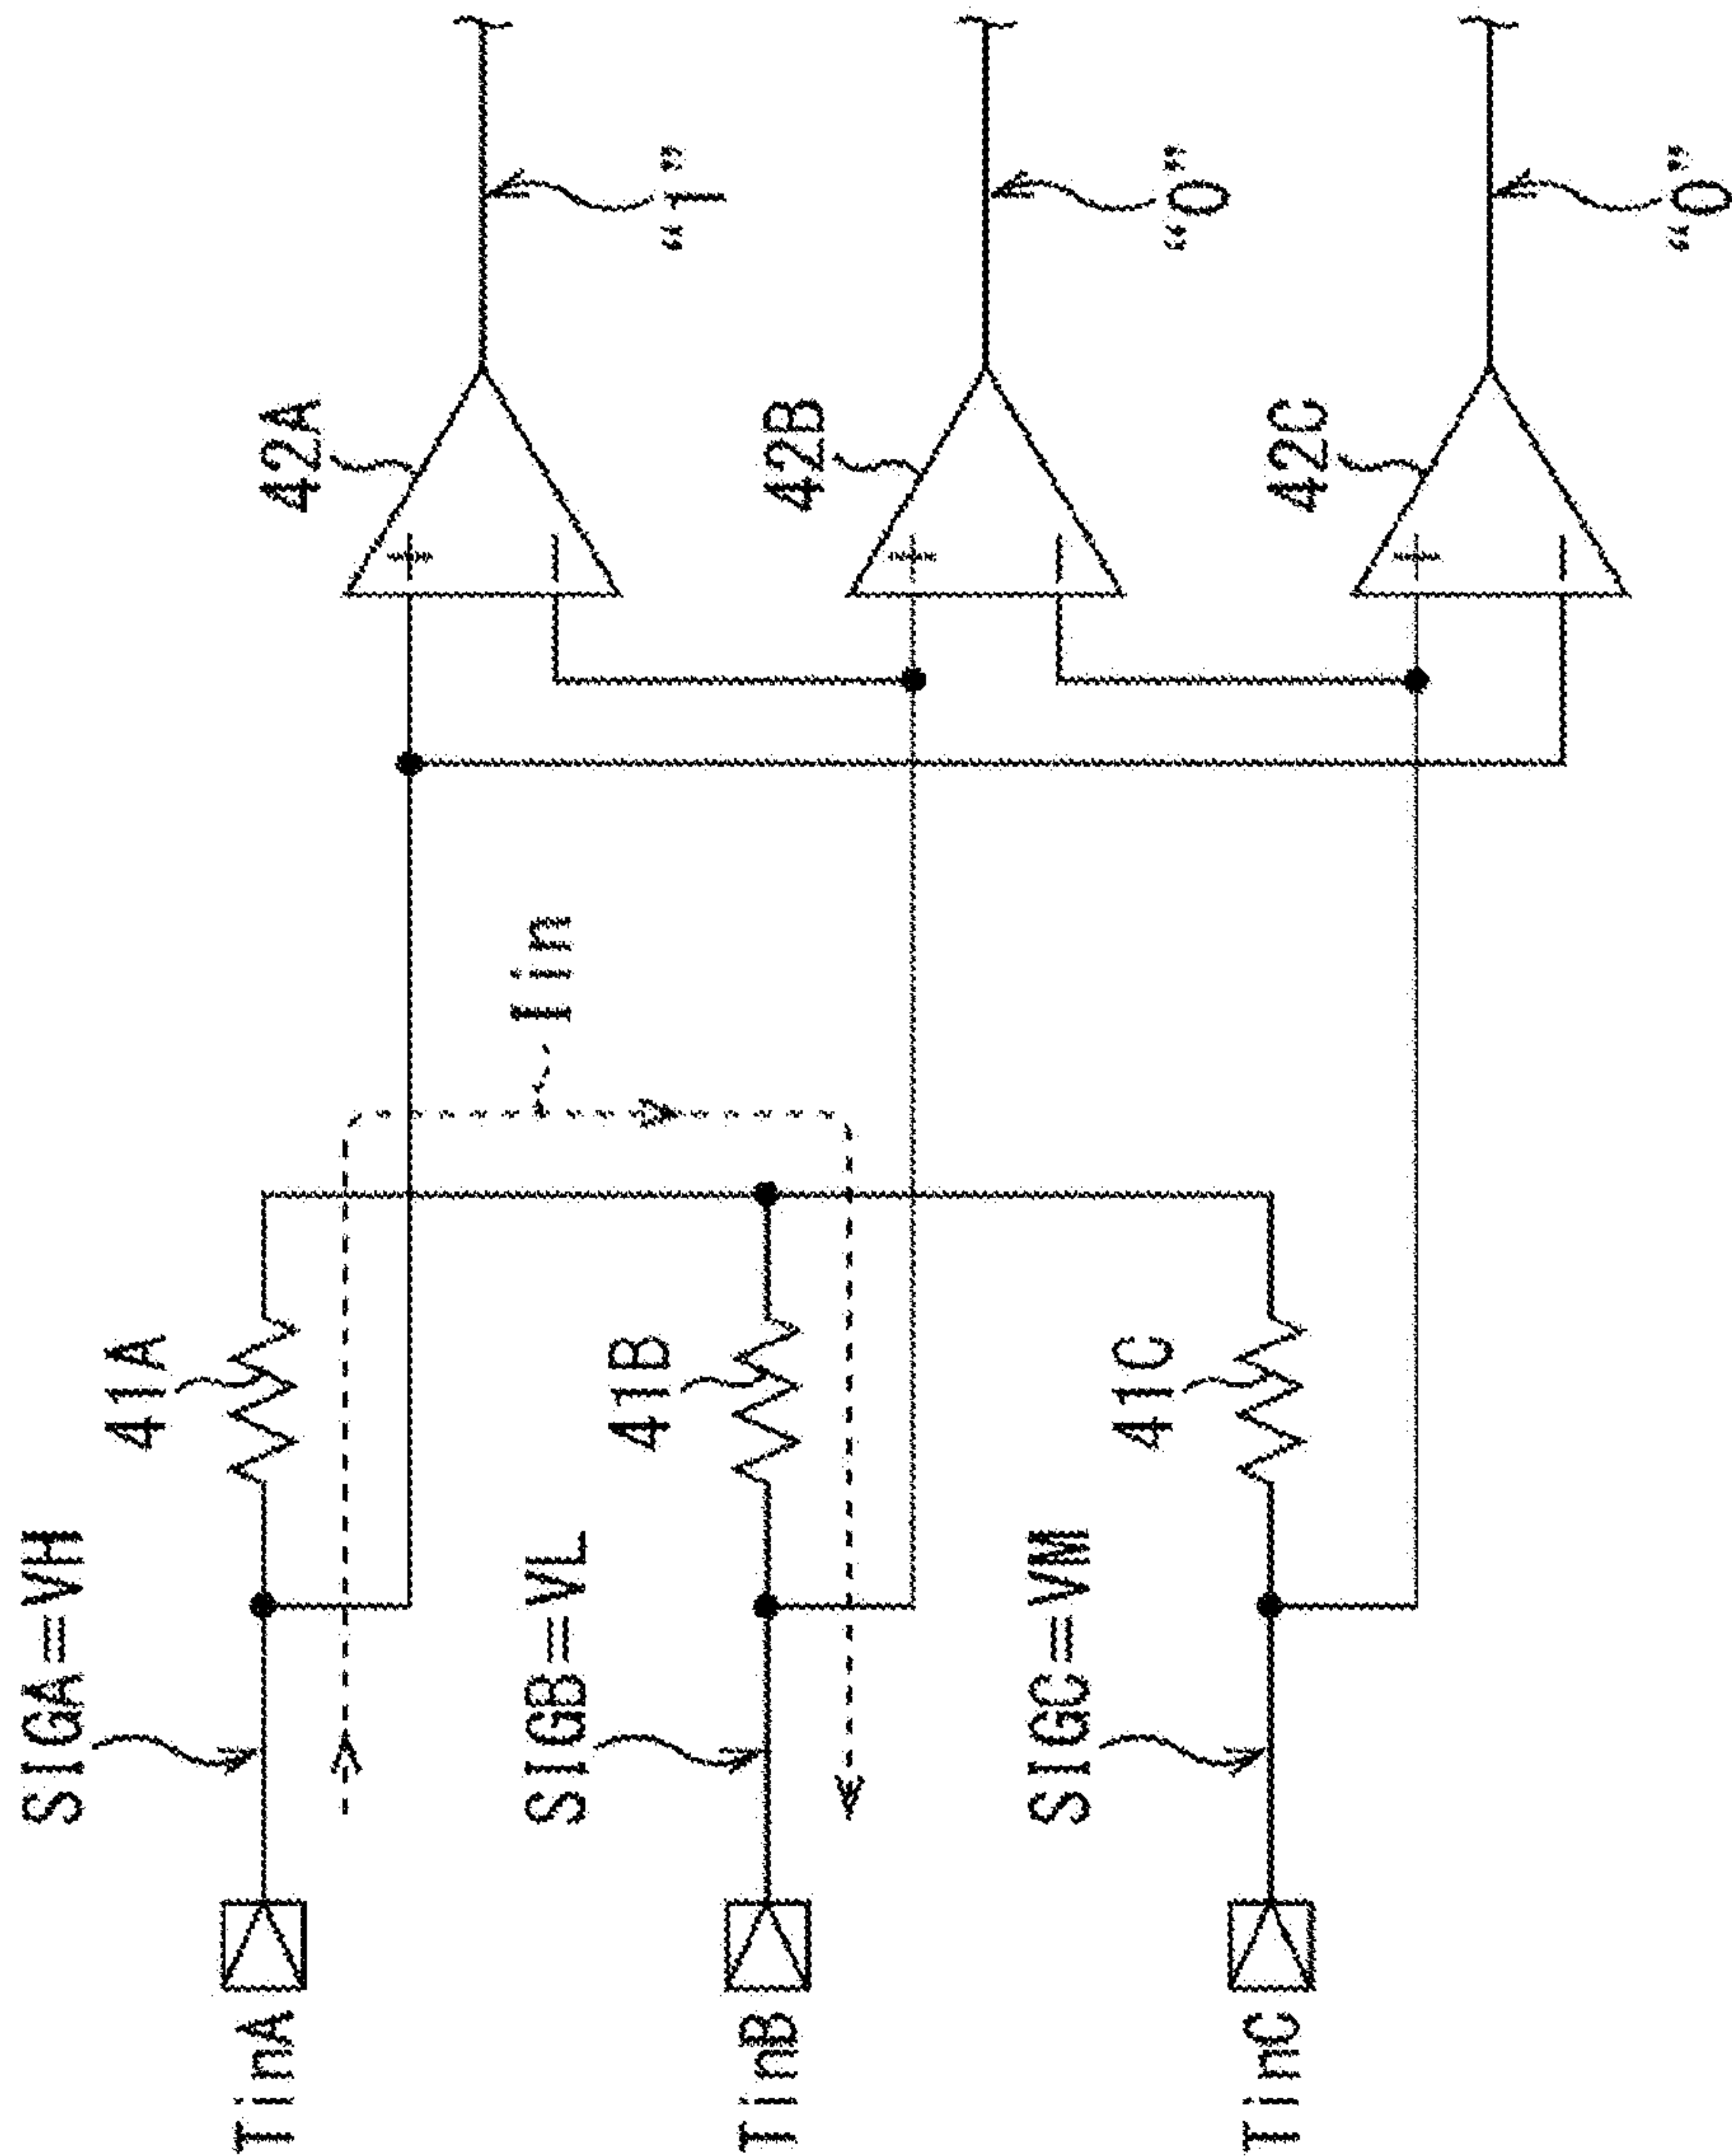 SIGA=VH
41A
42A
TinA
Iin
"1"
SIGB=VL
41B
42B
TinB
"0"
SIGC=VM
41C
42C
TinC
"0"